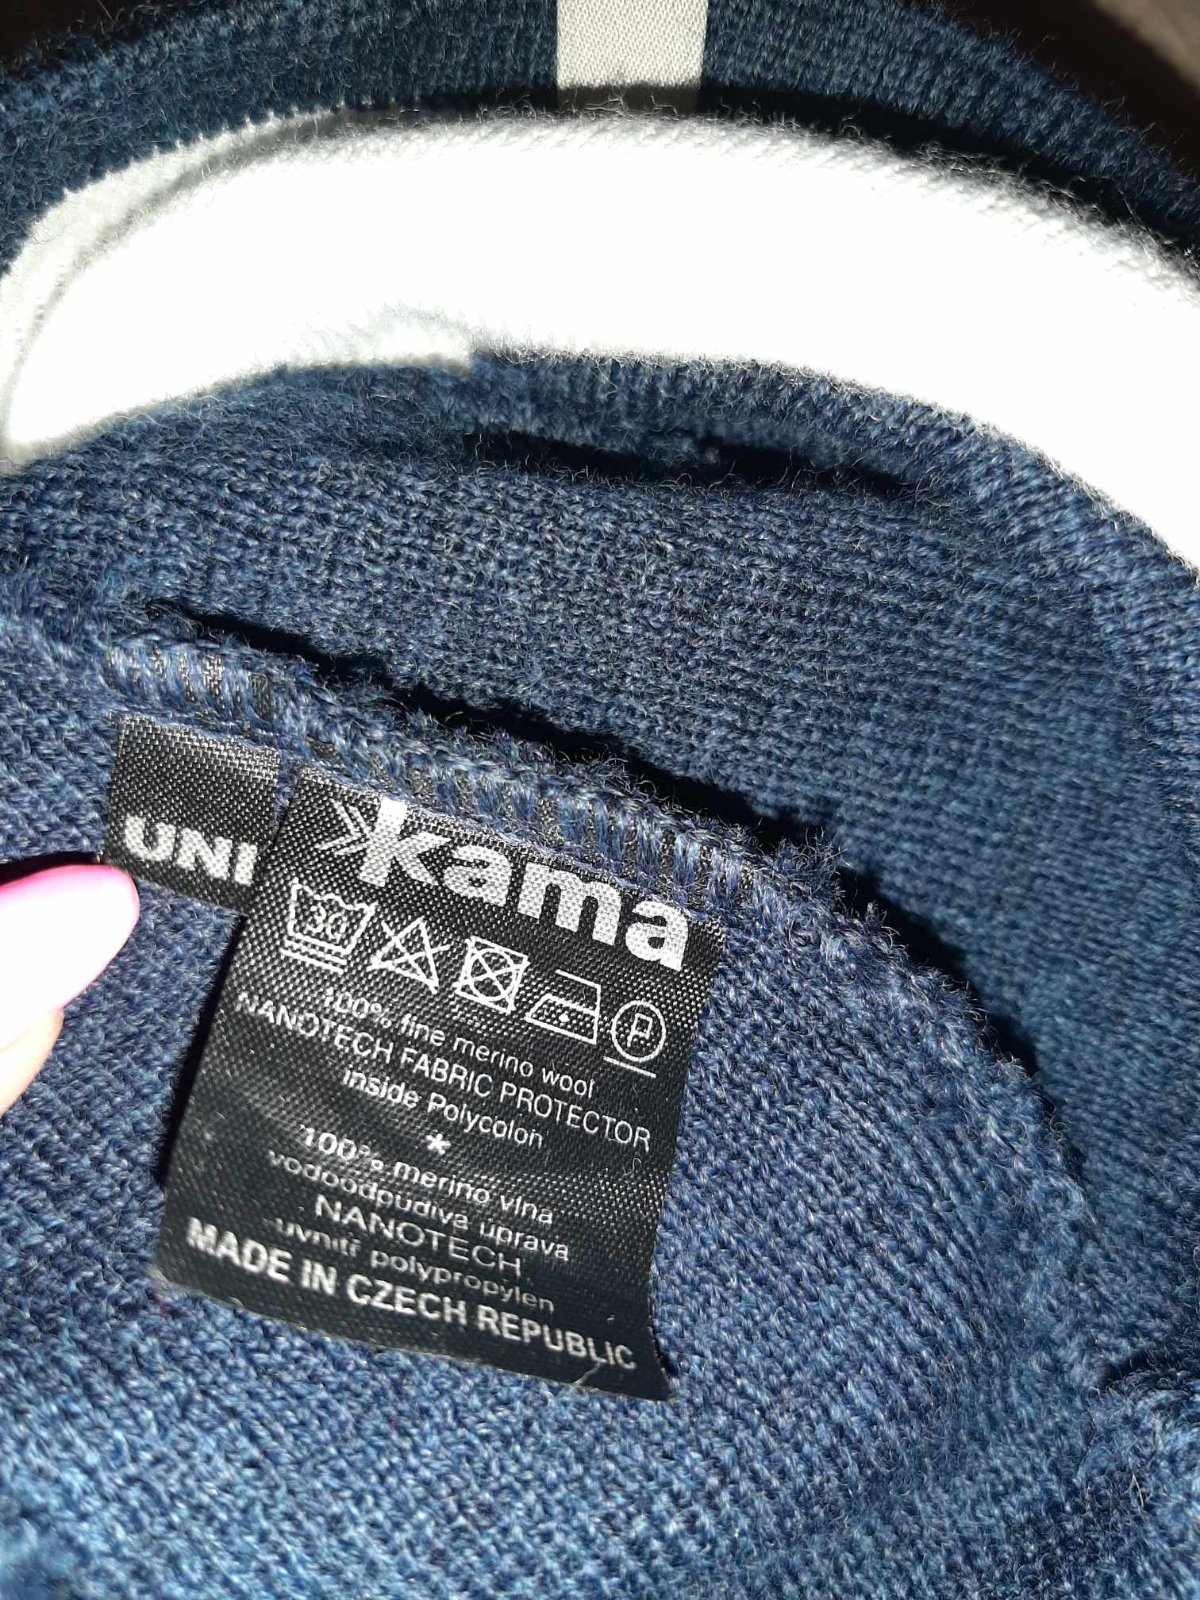 UNI
kama
30
P
100% fine merino wool
NANOTECH FABRIC PROTECTOR
inside Polycolon
*
100% merino vlna
vodoodpudivá úprava
NANOTECH
uvnitř polypropylen
MADE IN CZECH REPUBLIC